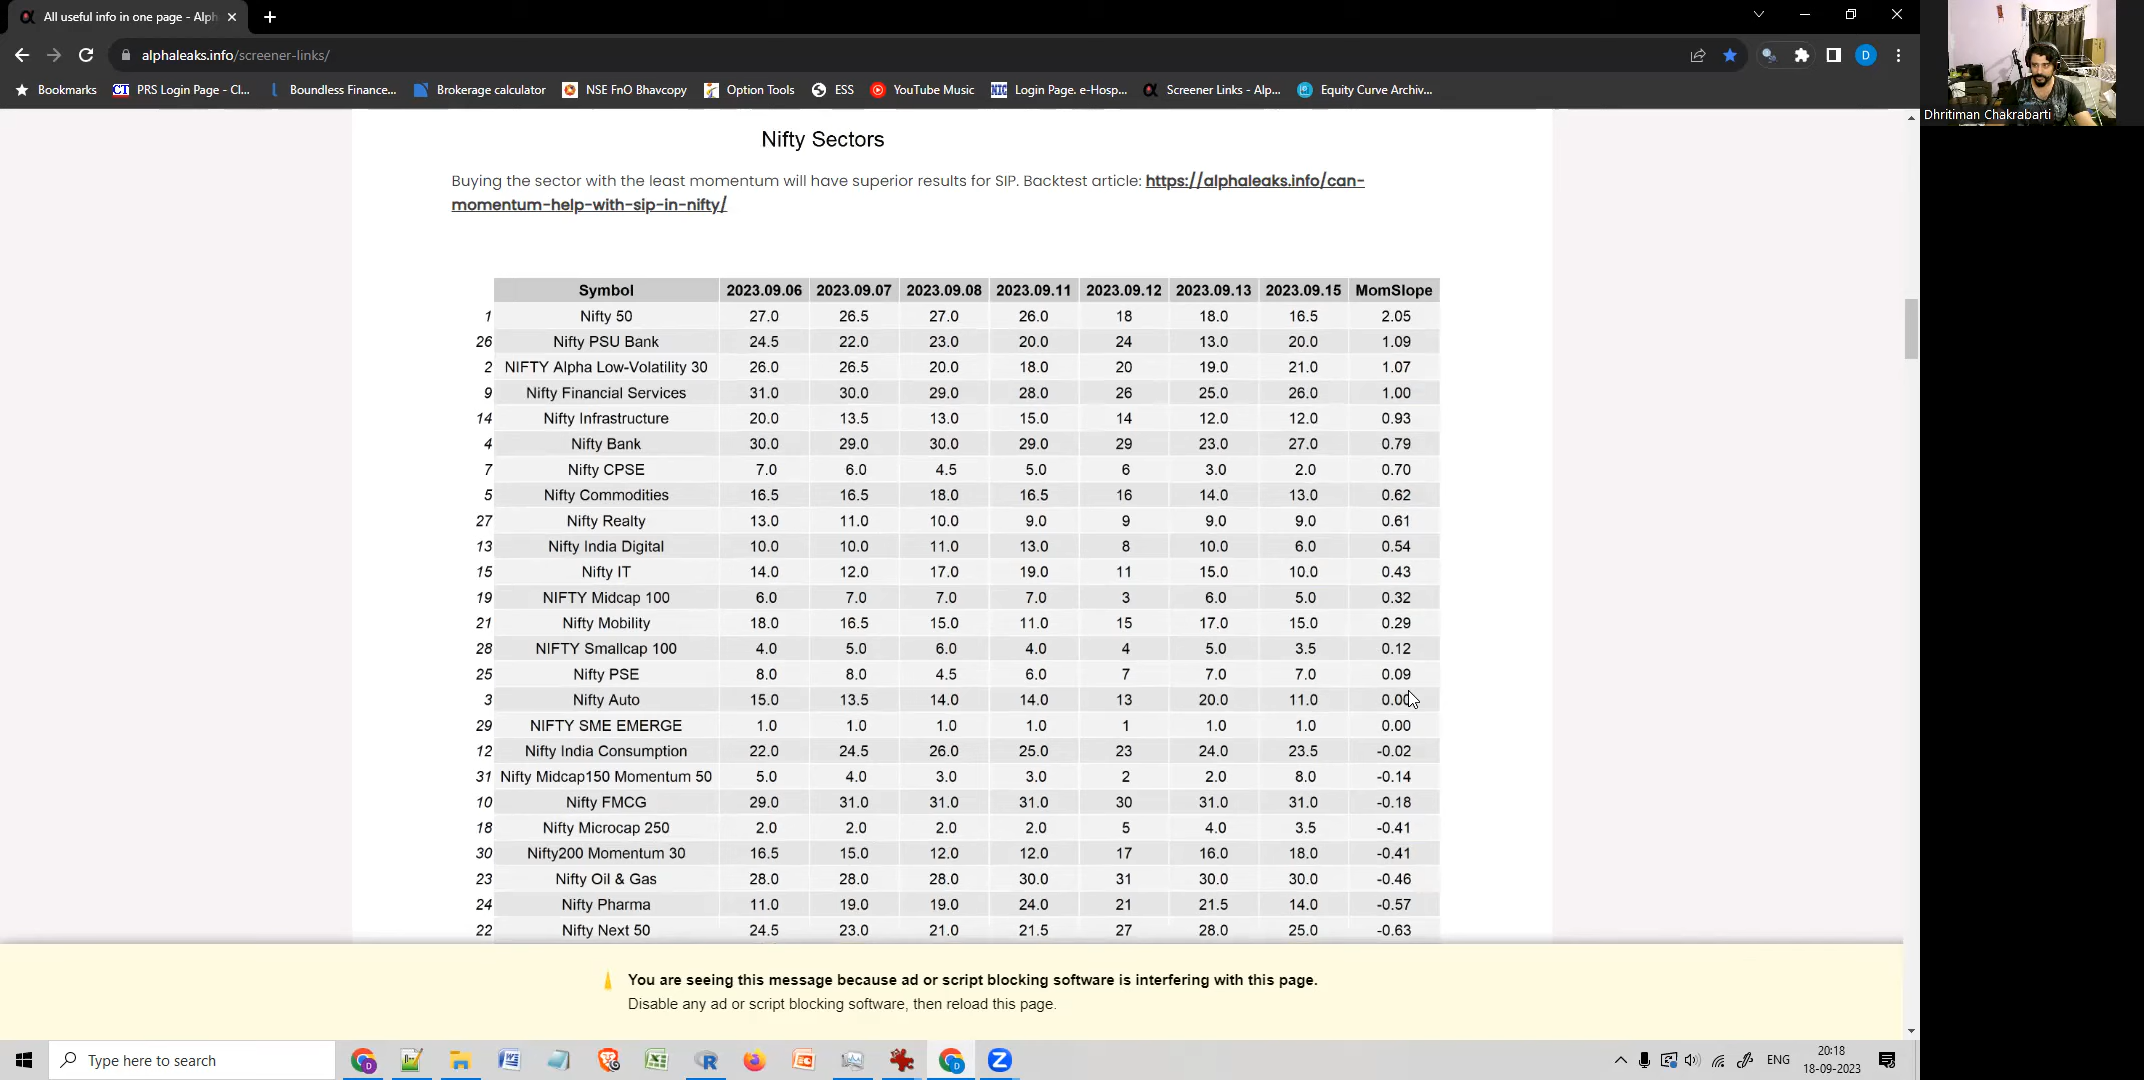 All useful info in one page - Alph
alphaleaks.info/screener-links/
Bookmarks PRS Login Page - Cl... Boundless Finance... Brokerage calculator NSE FnO Bhavcopy Option Tools ESS YouTube Music NIC Login Page. e-Hosp... Screener Links - Alp... Equity Curve Archiv...
Dhritiman Chakrabarti
Nifty Sectors
Buying the sector with the least momentum will have superior results for SIP. Backtest article: https://alphaleaks.info/can-
momentum-help-with-sip-in-nifty/
Symbol 2023.09.06 2023.09.07 2023.09.08 2023.09.11 2023.09.12 2023.09.13 2023.09.15 MomSlope
1 Nifty 50 27.0 26.5 27.0 26.0 18 18.0 16.5 2.05
26 Nifty PSU Bank 24.5 22.0 23.0 20.0 24 13.0 20.0 1.09
2 NIFTY Alpha Low-Volatility 30 26.0 26.5 20.0 18.0 20 19.0 21.0 1.07
9 Nifty Financial Services 31.0 30.0 29.0 28.0 26 25.0 26.0 1.00
14 Nifty Infrastructure 20.0 13.5 13.0 15.0 14 12.0 12.0 0.93
4 Nifty Bank 30.0 29.0 30.0 29.0 29 23.0 27.0 0.79
7 Nifty CPSE 7.0 6.0 4.5 5.0 6 3.0 2.0 0.70
5 Nifty Commodities 16.5 16.5 18.0 16.5 16 14.0 13.0 0.62
27 Nifty Realty 13.0 11.0 10.0 9.0 9 9.0 9.0 0.61
13 Nifty India Digital 10.0 10.0 11.0 13.0 8 10.0 6.0 0.54
15 Nifty IT 14.0 12.0 17.0 19.0 11 15.0 10.0 0.43
19 NIFTY Midcap 100 6.0 7.0 7.0 7.0 3 6.0 5.0 0.32
21 Nifty Mobility 18.0 16.5 15.0 11.0 15 17.0 15.0 0.29
28 NIFTY Smallcap 100 4.0 5.0 6.0 4.0 4 5.0 3.5 0.12
25 Nifty PSE 8.0 8.0 4.5 6.0 7 7.0 7.0 0.09
3 Nifty Auto 15.0 13.5 14.0 14.0 13 20.0 11.0 0.00
29 NIFTY SME EMERGE 1.0 1.0 1.0 1.0 1 1.0 1.0 0.00
12 Nifty India Consumption 22.0 24.5 26.0 25.0 23 24.0 23.5 -0.02
31 Nifty Midcap150 Momentum 50 5.0 4.0 3.0 3.0 2 2.0 8.0 -0.14
10 Nifty FMCG 29.0 31.0 31.0 31.0 30 31.0 31.0 -0.18
18 Nifty Microcap 250 2.0 2.0 2.0 2.0 5 4.0 3.5 -0.41
30 Nifty200 Momentum 30 16.5 15.0 12.0 12.0 17 16.0 18.0 -0.41
23 Nifty Oil & Gas 28.0 28.0 28.0 30.0 31 30.0 30.0 -0.46
24 Nifty Pharma 11.0 19.0 19.0 24.0 21 21.5 14.0 -0.57
22 Nifty Next 50 24.5 23.0 21.0 21.5 27 28.0 25.0 -0.63
You are seeing this message because ad or script blocking software is interfering with this page.
Disable any ad or script blocking software, then reload this page.
Type here to search
ENG
20:18
18-09-2023